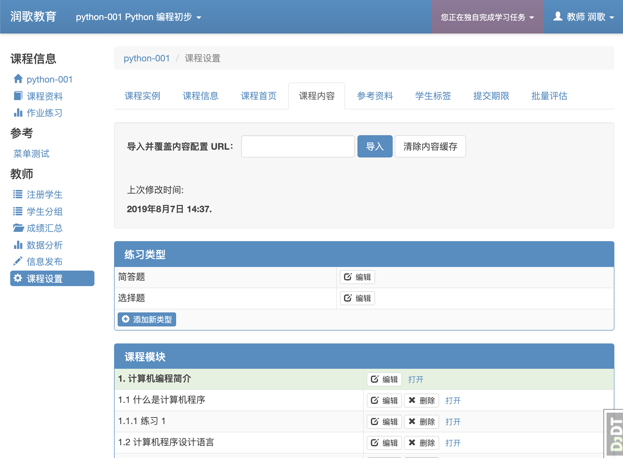 润歌教育
python-001 Python 编程初步
您正在独自完成学习任务
教师 润歌
课程信息
python-001
课程资料
作业练习
参考
菜单测试
教师
注册学生
学生分组
成绩汇总
数据分析
信息发布
课程设置
python-001 / 课程设置
课程实例 课程信息 课程首页 课程内容 参考资料 学生标签 提交期限 批量评估
导入并覆盖内容配置 URL: 导入 清除内容缓存
上次修改时间:
2019年8月7日 14:37.
练习类型
简答题 编辑
选择题 编辑
添加新类型
课程模块
1. 计算机编程简介 编辑 打开
1.1 什么是计算机程序 编辑 删除 打开
1.1.1 练习 1 编辑 删除 打开
1.2 计算机程序设计语言 编辑 删除 打开
DjDT